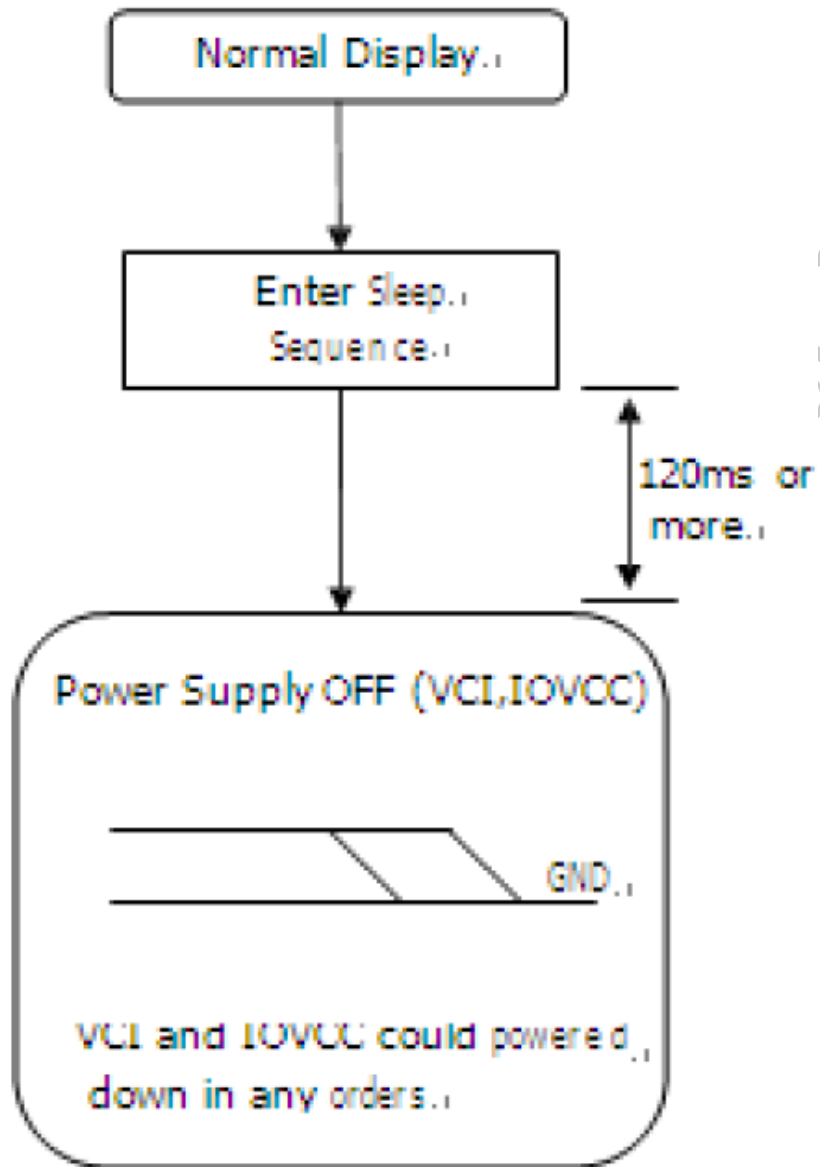 Normal Display.
Enter Sleep.
Sequence.
120ms or
more.
Power Supply OFF (VCI,IOVCC)
GND.
VCI and IOVCC could powered
down in any orders.